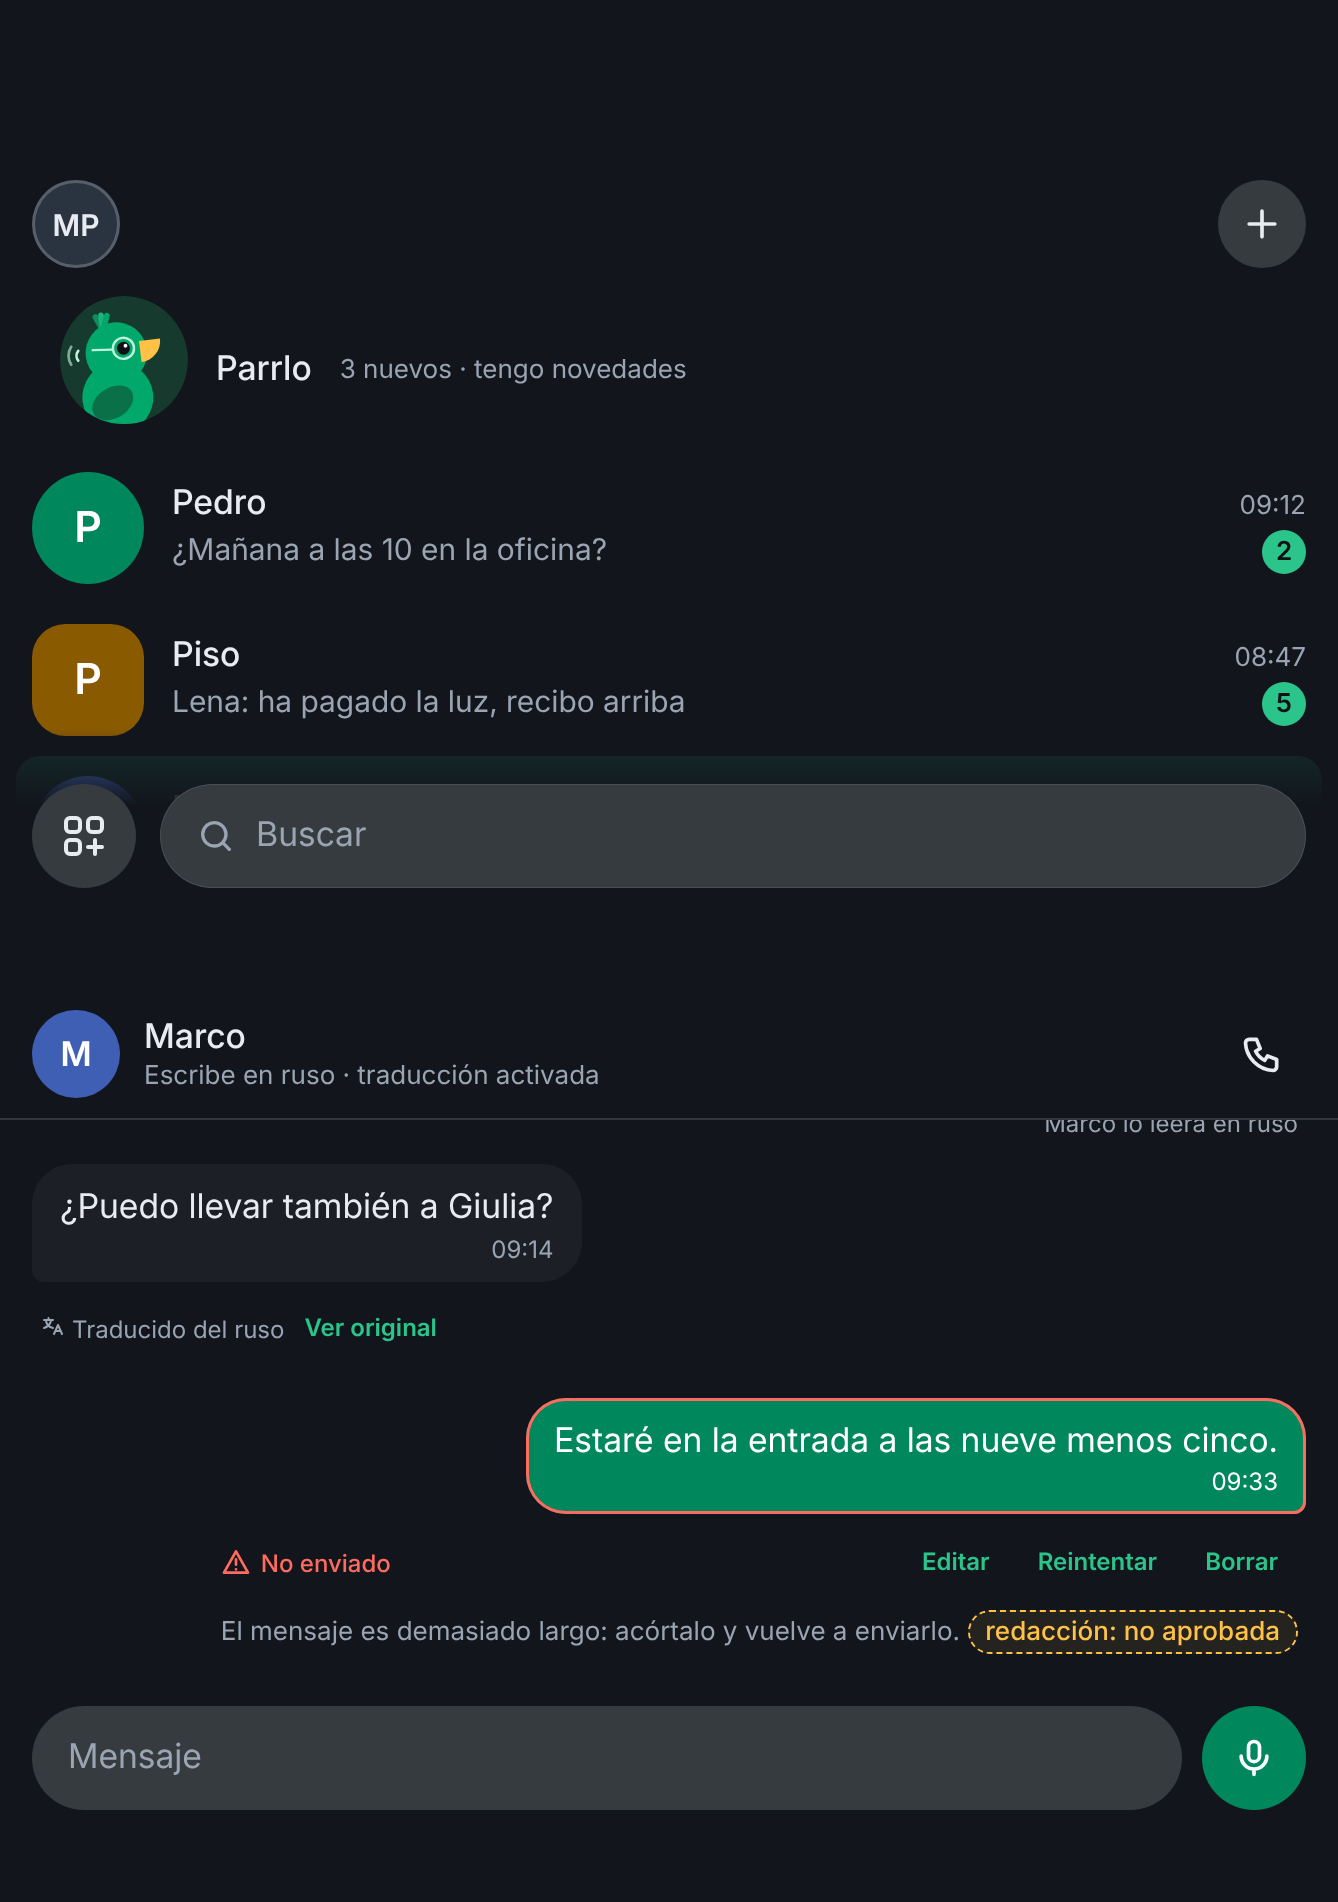 MP
Parrlo 3 nuevos · tengo novedades
P
Pedro
09:12
¿Mañana a las 10 en la oficina?
2
P
Piso
08:47
Lena: ha pagado la luz, recibo arriba
5
Buscar
M
Marco
Escribe en ruso · traducción activada
Marco lo leerá en ruso
¿Puedo llevar también a Giulia?
09:14
Traducido del ruso Ver original
Estaré en la entrada a las nueve menos cinco.
09:33
No enviado Editar Reintentar Borrar
El mensaje es demasiado largo: acórtalo y vuelve a enviarlo. redacción: no aprobada
Mensaje